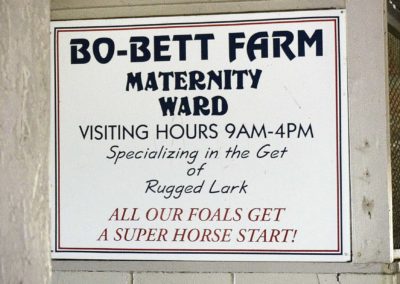 BO-BETT FARM
MATERNITY
WARD
VISITING HOURS 9AM-4PM
Specializing in the Get
of
Rugged Lark
ALL OUR FOALS GET
A SUPER HORSE START!